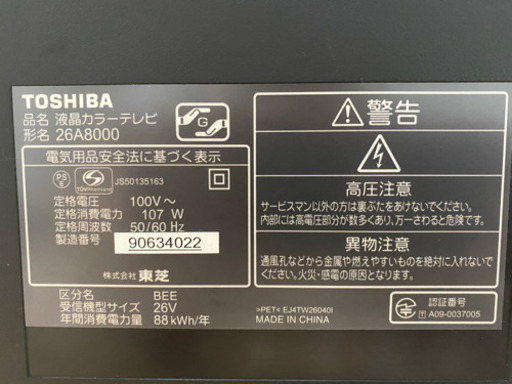 TOSHIBA
品名 液晶カラーテレビ
形名 26A8000
G
電気用品安全法に基づく表示
PS
E
S
TÜVRheinland
JS50135163
定格電圧 100V～
定格消費電力 107 W
定格周波数 50/60 Hz
製造番号 90634022
株式会社 東芝
区分名 BEE
受信機型サイズ 26V
年間消費電力量 88kWh/年
警告
高圧注意
サービスマン以外の方は裏ぶたをあけないでください。
内部には高電圧部分が数多くあり、万一さわると危険です。
異物注意
通風孔などから金属や燃えやすいものを内部に入れないで
ください。火災・感電の原因となります。
>PET< EJ4TW26040I
MADE IN CHINA
認証番号
T A09-0037005